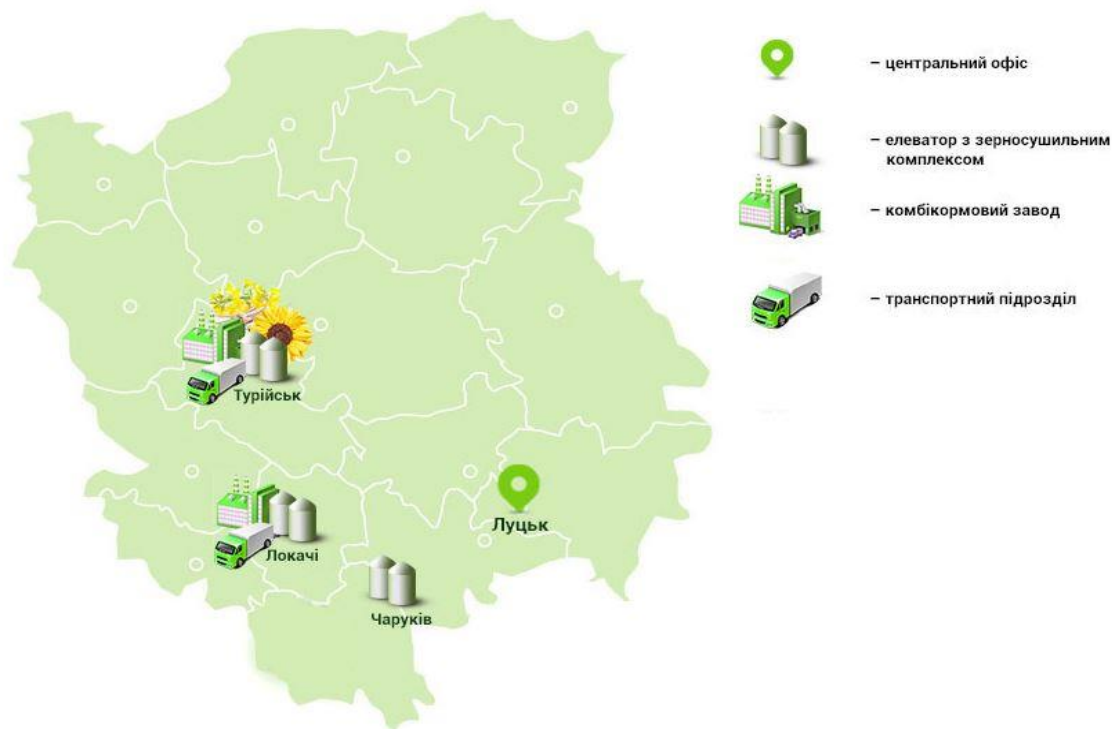 – центральний офіс
– елеватор з зерносушильним
комплексом
– комбікормовий завод
– транспортний підрозділ
Турійськ
Луцьк
Локачі
Чаруків